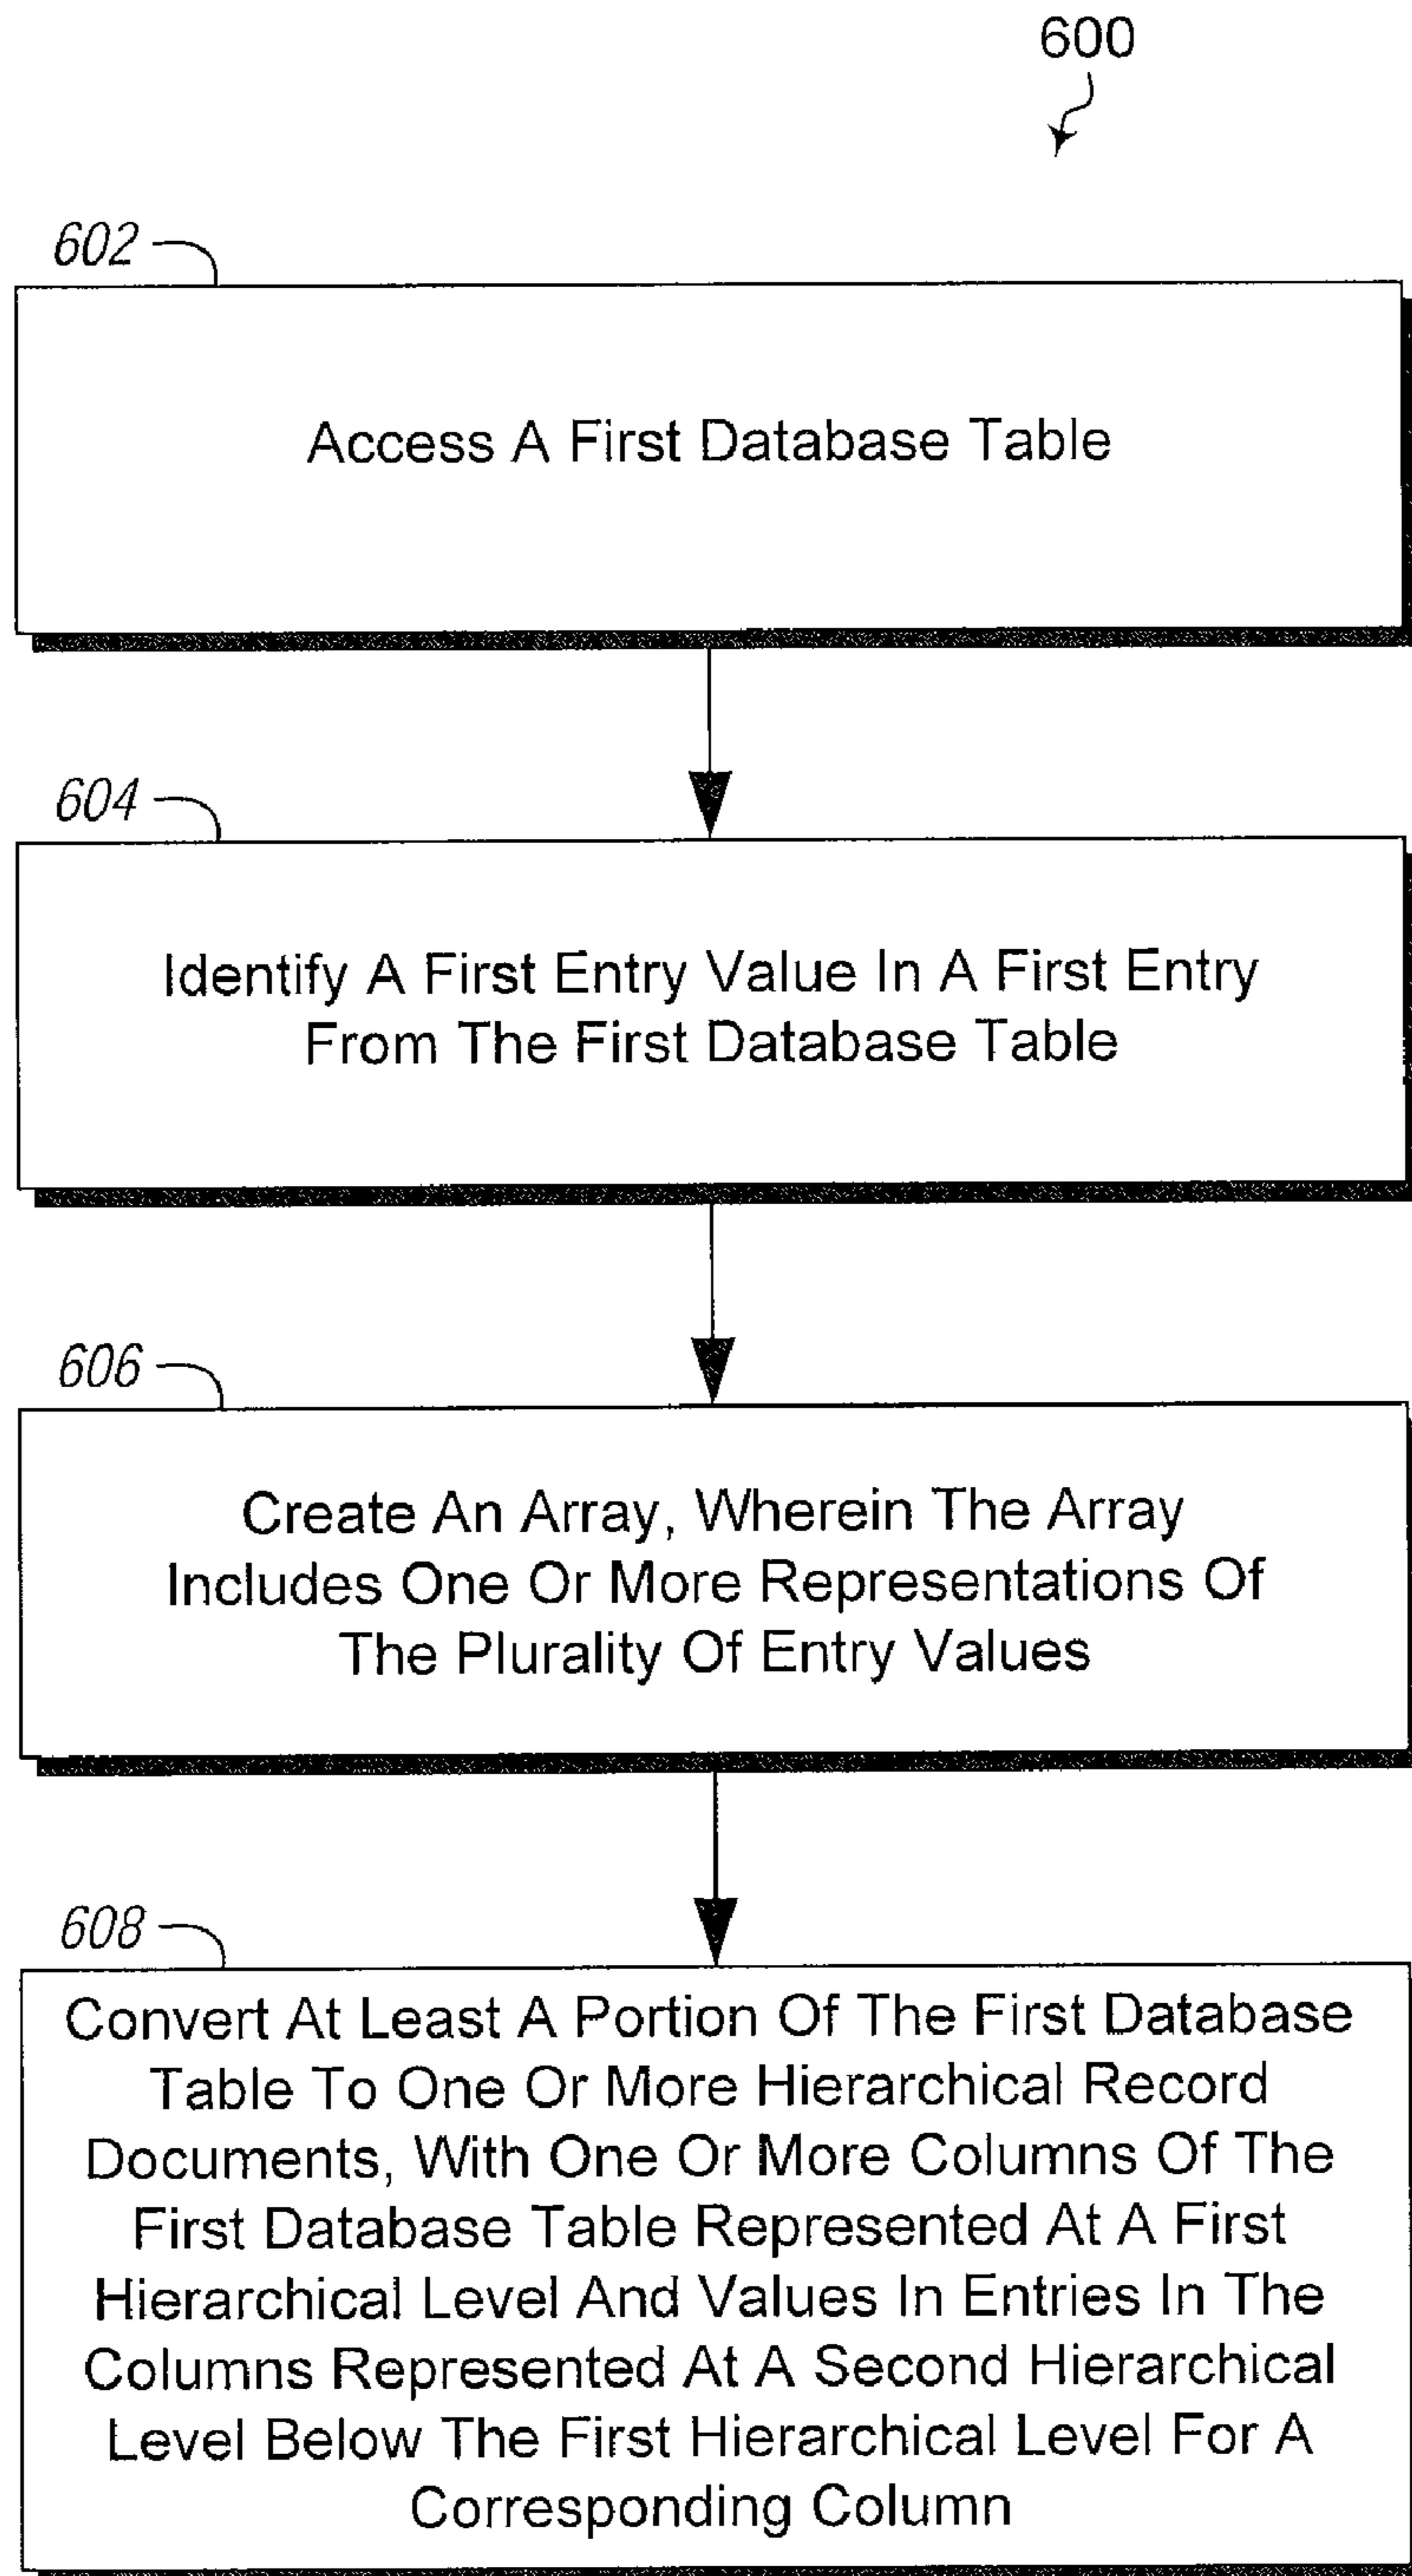 600
602
Access A First Database Table
604
Identify A First Entry Value In A First Entry
From The First Database Table
606
Create An Array, Wherein The Array
Includes One Or More Representations Of
The Plurality Of Entry Values
608
Convert At Least A Portion Of The First Database
Table To One Or More Hierarchical Record
Documents, With One Or More Columns Of The
First Database Table Represented At A First
Hierarchical Level And Values In Entries In The
Columns Represented At A Second Hierarchical
Level Below The First Hierarchical Level For A
Corresponding Column